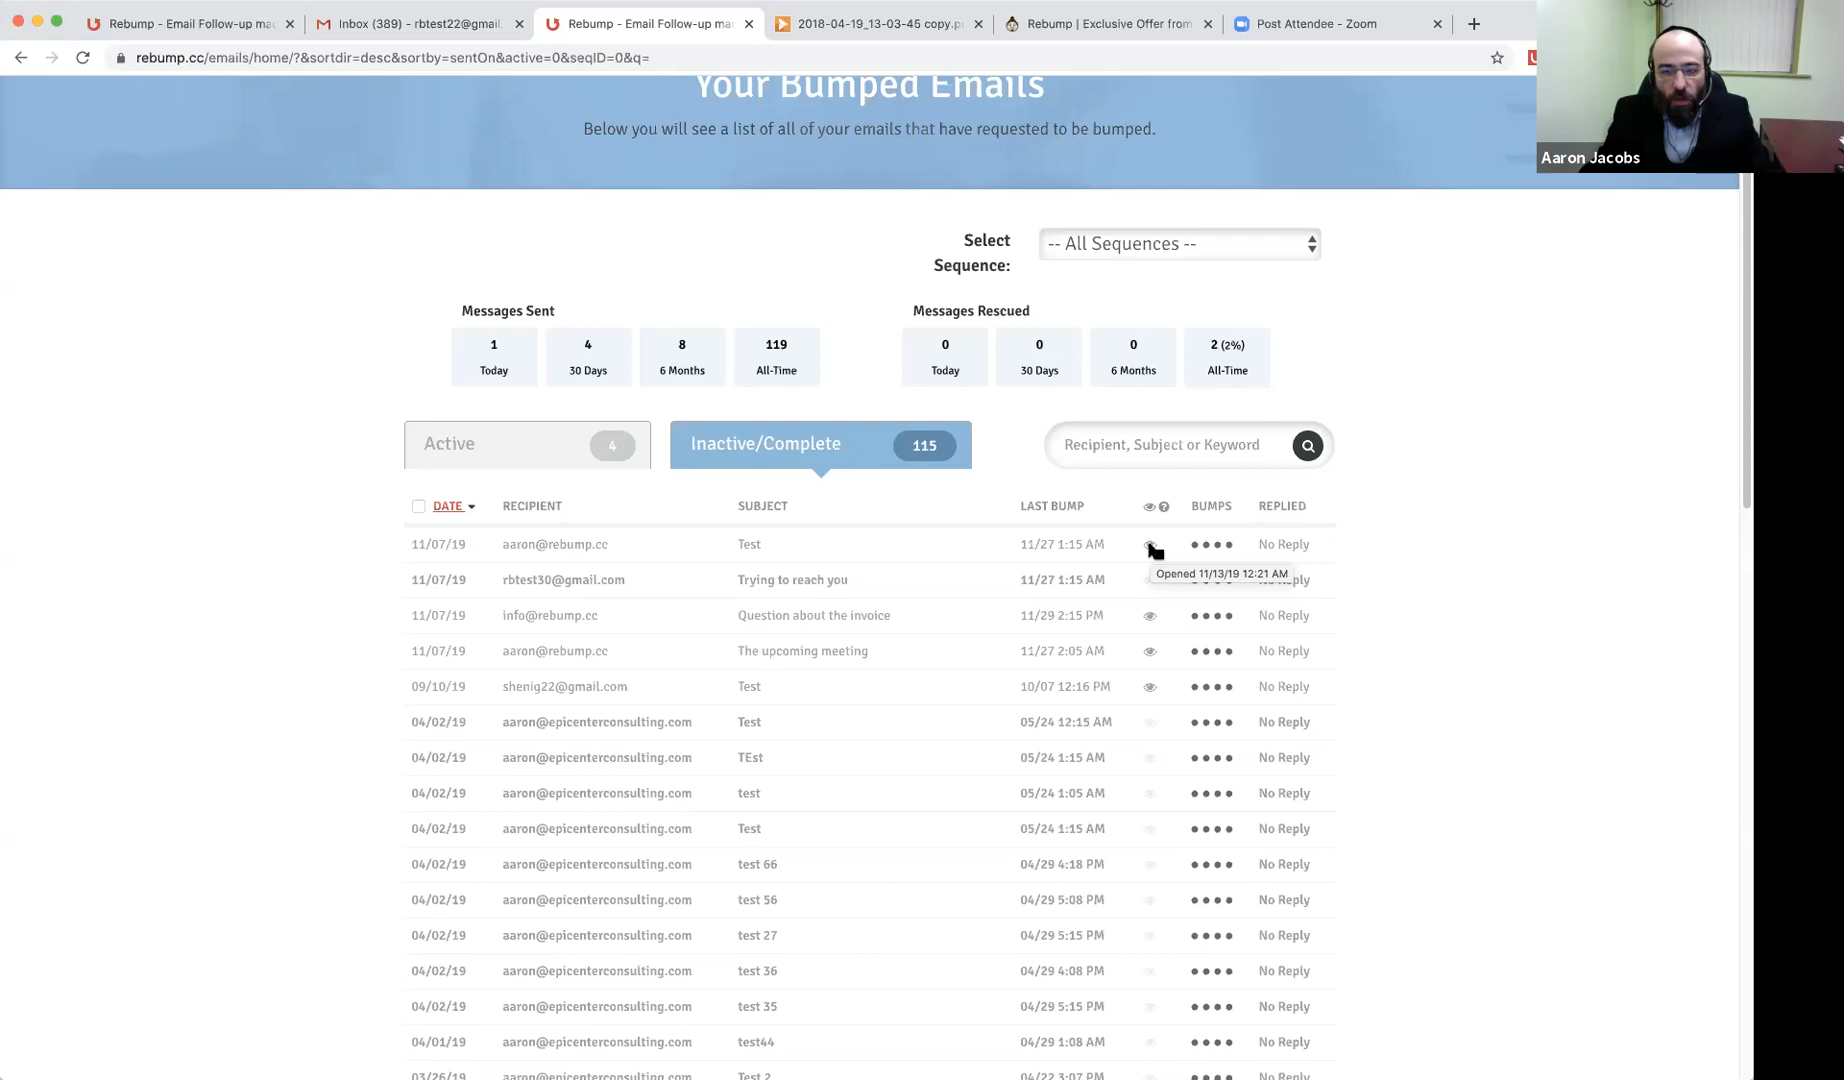 Rebump - Email Follow-up mac
Inbox (389) - rbtest22@gmail.
Rebump - Email Follow-up mac
2018-04-19_13-03-45 copy.p
Rebump | Exclusive Offer from
Post Attendee - Zoom
rebump.cc/emails/home/?&sortdir=desc&sortby=sentOn&active=0&seqID=0&q=
Aaron Jacobs
Your Bumped Emails
Below you will see a list of all of your emails that have requested to be bumped.
Select Sequence:
-- All Sequences --
Messages Sent
1 Today
4 30 Days
8 6 Months
119 All-Time
Messages Rescued
0 Today
0 30 Days
0 6 Months
2 (2%) All-Time
Active 4
Inactive/Complete 115
Recipient, Subject or Keyword
DATE RECIPIENT SUBJECT LAST BUMP BUMPS REPLIED
11/07/19 aaron@rebump.cc Test 11/27 1:15 AM No Reply
Opened 11/13/19 12:21 AM
11/07/19 rbtest30@gmail.com Trying to reach you 11/27 1:15 AM
11/07/19 info@rebump.cc Question about the invoice 11/29 2:15 PM No Reply
11/07/19 aaron@rebump.cc The upcoming meeting 11/27 2:05 AM No Reply
09/10/19 shenig22@gmail.com Test 10/07 12:16 PM No Reply
04/02/19 aaron@epicenterconsulting.com Test 05/24 12:15 AM No Reply
04/02/19 aaron@epicenterconsulting.com TEst 05/24 1:15 AM No Reply
04/02/19 aaron@epicenterconsulting.com test 05/24 1:05 AM No Reply
04/02/19 aaron@epicenterconsulting.com Test 05/24 1:15 AM No Reply
04/02/19 aaron@epicenterconsulting.com test 66 04/29 4:18 PM No Reply
04/02/19 aaron@epicenterconsulting.com test 56 04/29 5:08 PM No Reply
04/02/19 aaron@epicenterconsulting.com test 27 04/29 5:15 PM No Reply
04/02/19 aaron@epicenterconsulting.com test 36 04/29 4:08 PM No Reply
04/02/19 aaron@epicenterconsulting.com test 35 04/29 5:15 PM No Reply
04/01/19 aaron@epicenterconsulting.com test44 04/29 1:08 AM No Reply
03/26/19 aaron@epicenterconsulting.com Test 2 04/22 3:07 PM No Reply